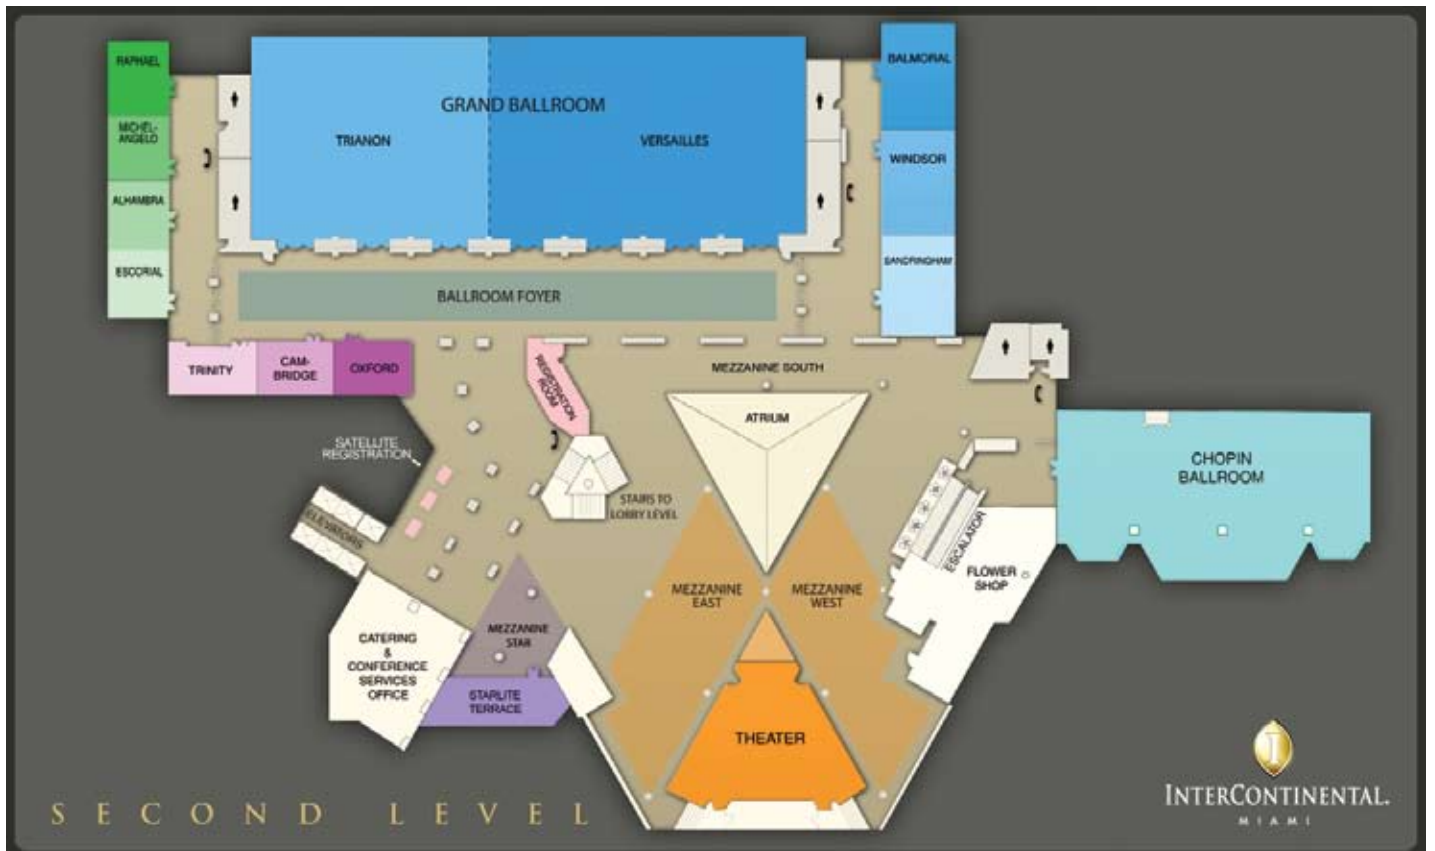 RAPHAEL
MICHEL-
ANGELO
ALHAMBRA
ESCORIAL
GRAND BALLROOM
TRIANON
VERSAILLES
BALMORAL
WINDSOR
SANDRINGHAM
BALLROOM FOYER
TRINITY
CAM-
BRIDGE
OXFORD
REGISTRATION
ROOM
MEZZANINE SOUTH
ATRIUM
SATELLITE
REGISTRATION
STAIRS TO
LOBBY LEVEL
ELEVATORS
CHOPIN
BALLROOM
ESCALATOR
FLOWER
SHOP
MEZZANINE
EAST
MEZZANINE
WEST
MEZZANINE
STAR
CATERING
&
CONFERENCE
SERVICES
OFFICE
STARLITE
TERRACE
THEATER
SECOND LEVEL
I
INTERCONTINENTAL.
MIAMI